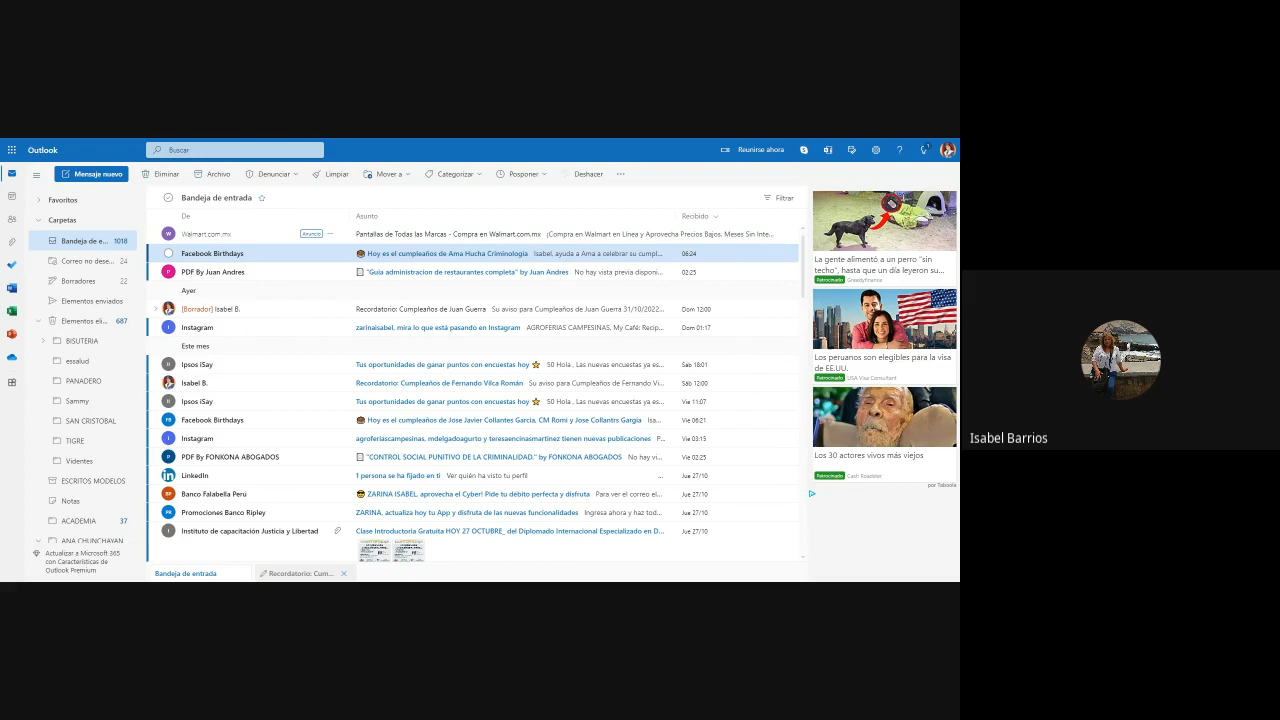 Outlook
Buscar
Reunirse ahora
Mensaje nuevo
Eliminar
Archivo
Denunciar
Limpiar
Mover a
Categorizar
Posponer
Deshacer
Favoritos
Carpetas
Bandeja de e... 1018
Correo no dese... 24
Borradores 22
Elementos enviados
Elementos eli... 687
BISUTERIA
essalud
PANADERO
Sammy
SAN CRISTOBAL
TIGRE
Videntes
ESCRITOS MODELO
Notas
ACADEMIA 37
ANA CHUNCHAYAN
Actualizar a Microsoft 365
con Características de
Outlook Premium
Bandeja de entrada
Filtrar
De Asunto Recibido
Walmart.com.mx Anuncio Pantallas de Todas las Marcas - Compra en Walmart.com.mx ¡Compra en Walmart en Línea y Aprovecha Precios Bajos, Meses Sin Inte...
Facebook Birthdays Hoy es el cumpleaños de Ama Hucha Criminologia Isabel, ayuda a Ama a celebrar su cumpl... 06:24
PDF By Juan Andres "Guía administracion de restaurantes completa" by Juan Andres No hay vista previa disponi... 02:25
Ayer
[Borrador] Isabel B. Recordatorio: Cumpleaños de Juan Guerra Su aviso para Cumpleaños de Juan Guerra 31/10/2022... Dom 12:00
Instagram zarinaisabel, mira lo que está pasando en Instagram AGROFERIAS CAMPESINAS, My Café: Recip... Dom 01:17
Este mes
Ipsos iSay Tus oportunidades de ganar puntos con encuestas hoy 50 Hola , Las nuevas encuestas ya es... Sáb 18:01
Isabel B. Recordatorio: Cumpleaños de Fernando Vilca Román Su aviso para Cumpleaños de Fernando Vi... Sáb 12:00
Ipsos iSay Tus oportunidades de ganar puntos con encuestas hoy 50 Hola , Las nuevas encuestas ya es... Vie 11:07
FB Facebook Birthdays Hoy es el cumpleaños de Jose Javier Collantes Garcia, CM Romi y Jose Collantrs Gargia Isa... Vie 06:21
Instagram agroferiascampesinas, mdelgadoagurto y teresaencinasmartinez tienen nuevas publicaciones P... Vie 03:15
PDF By FONKONA ABOGADOS "CONTROL SOCIAL PUNITIVO DE LA CRIMINALIDAD." by FONKONA ABOGADOS No hay vi... Vie 02:25
LinkedIn 1 persona se ha fijado en ti Ver quién ha visto tu perfil ... Jue 27/10
BF Banco Falabella Perú ZARINA ISABEL, aprovecha el Cyber! Pide tu débito perfecta y disfruta Para ver el correo el... Jue 27/10
Promociones Banco Ripley ZARINA, actualiza hoy tu App y disfruta de las nuevas funcionalidades Ingresa ahora y haz tod... Jue 27/10
Instituto de capacitación Justicia y Libertad Clase Introductoria Gratuita HOY 27 OCTUBRE_ del Diplomado Internacional Especializado en D... Jue 27/10
Bandeja de entrada
Recordatorio: Cum...
La gente alimentó a un perro "sin
techo", hasta que un día leyeron su...
Patrocinado Greedyfinance
Los peruanos son elegibles para la visa
de EE.UU.
Patrocinado USA Visa Consultant
Los 30 actores vivos más viejos
Patrocinado Cash Roadster
por Taboola
Isabel Barrios